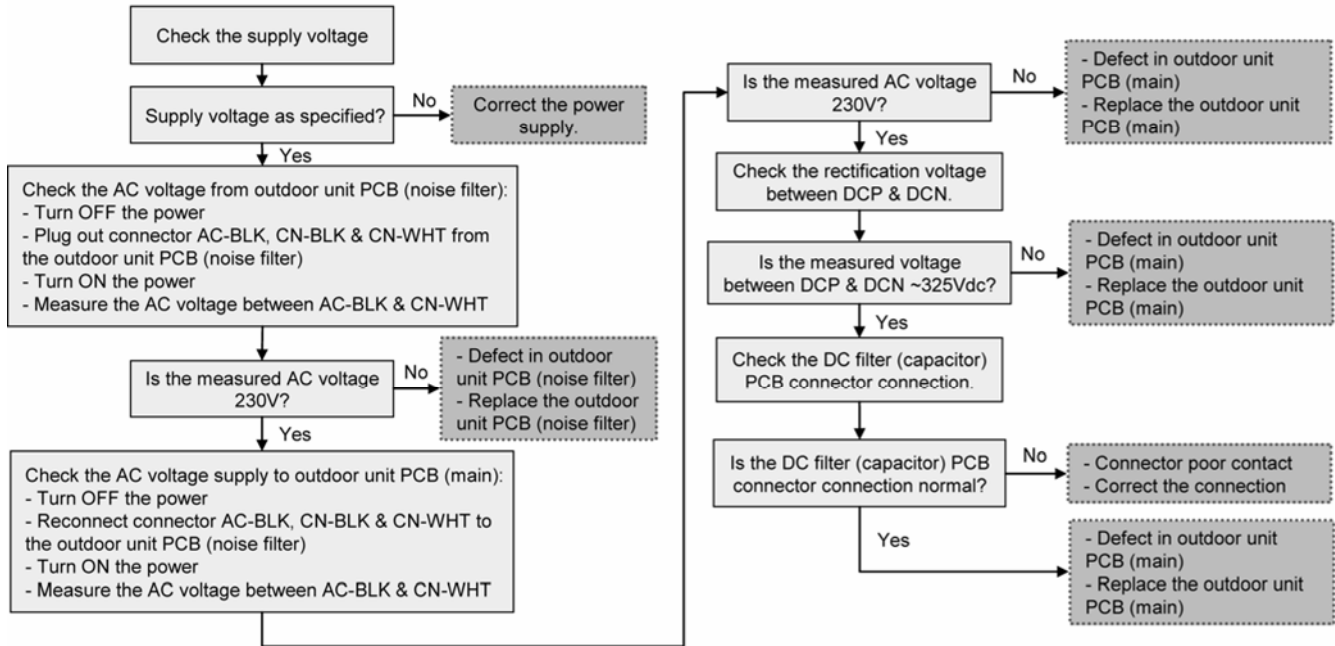 Check the supply voltage
Supply voltage as specified?
No
Correct the power
supply.
Yes
Check the AC voltage from outdoor unit PCB (noise filter):
- Turn OFF the power
- Plug out connector AC-BLK, CN-BLK & CN-WHT from
the outdoor unit PCB (noise filter)
- Turn ON the power
- Measure the AC voltage between AC-BLK & CN-WHT
Is the measured AC voltage
230V?
No
- Defect in outdoor
unit PCB (noise filter)
- Replace the outdoor
unit PCB (noise filter)
Yes
Check the AC voltage supply to outdoor unit PCB (main):
- Turn OFF the power
- Reconnect connector AC-BLK, CN-BLK & CN-WHT to
the outdoor unit PCB (noise filter)
- Turn ON the power
- Measure the AC voltage between AC-BLK & CN-WHT
Is the measured AC voltage
230V?
No
- Defect in outdoor unit
PCB (main)
- Replace the outdoor unit
PCB (main)
Yes
Check the rectification voltage
between DCP & DCN.
Is the measured voltage
between DCP & DCN ~325Vdc?
No
- Defect in outdoor unit
PCB (main)
- Replace the outdoor unit
PCB (main)
Yes
Check the DC filter (capacitor)
PCB connector connection.
Is the DC filter (capacitor) PCB
connector connection normal?
No
- Connector poor contact
- Correct the connection
Yes
- Defect in outdoor unit
PCB (main)
- Replace the outdoor unit
PCB (main)